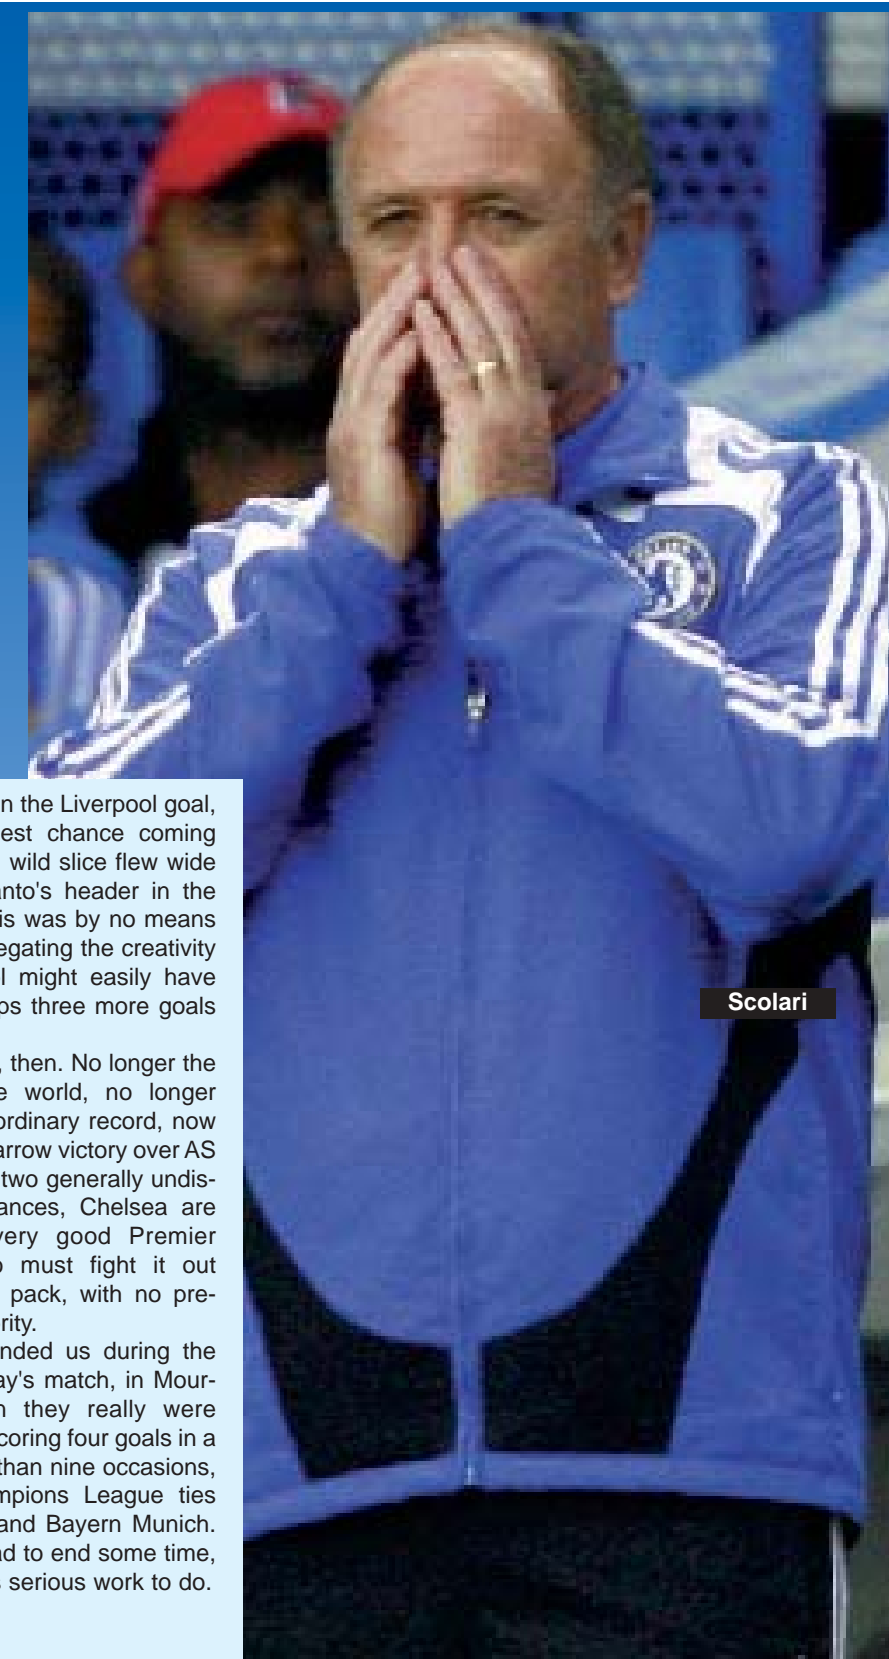 n the Liverpool goal,
est chance coming
wild slice flew wide
anto's header in the
is was by no means
egating the creativity
l might easily have
ps three more goals
, then. No longer the
e world, no longer
ordinary record, now
arrow victory over AS
two generally undis-
ances, Chelsea are
very good Premier
o must fight it out
pack, with no pre-
rity.
nded us during the
ay's match, in Mour-
n they really were
coring four goals in a
than nine occasions,
mpions League ties
and Bayern Munich.
ad to end some time,
s serious work to do.
Scolari